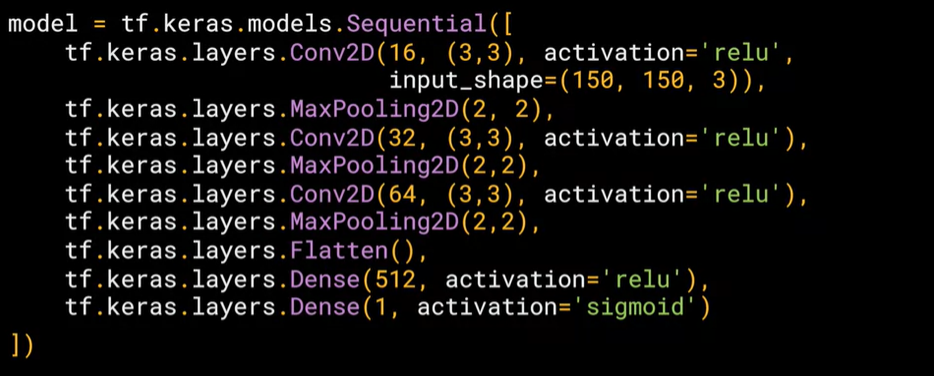 model = tf.keras.models.Sequential([
    tf.keras.layers.Conv2D(16, (3,3), activation='relu',
                           input_shape=(150, 150, 3)),
    tf.keras.layers.MaxPooling2D(2, 2),
    tf.keras.layers.Conv2D(32, (3,3), activation='relu'),
    tf.keras.layers.MaxPooling2D(2,2),
    tf.keras.layers.Conv2D(64, (3,3), activation='relu'),
    tf.keras.layers.MaxPooling2D(2,2),
    tf.keras.layers.Flatten(),
    tf.keras.layers.Dense(512, activation='relu'),
    tf.keras.layers.Dense(1, activation='sigmoid')
])